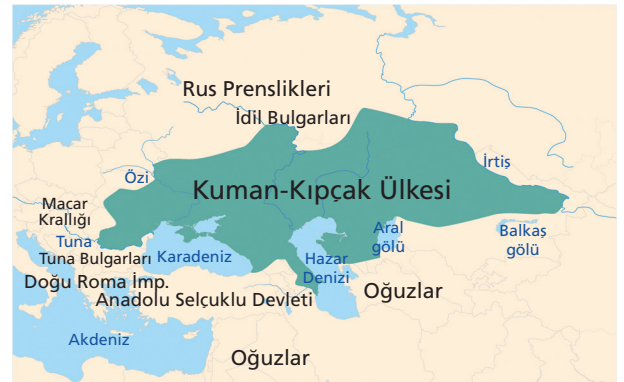 Rus Prenslikleri
İdil Bulgarları
Özi
İrtiş
Kuman-Kıpçak Ülkesi
Macar
Krallığı
Tuna
Tuna Bulgarları
Karadeniz
Hazar
Denizi
Aral
gölü
Balkaş
gölü
Doğu Roma İmp.
Anadolu Selçuklu Devleti
Oğuzlar
Akdeniz
Oğuzlar